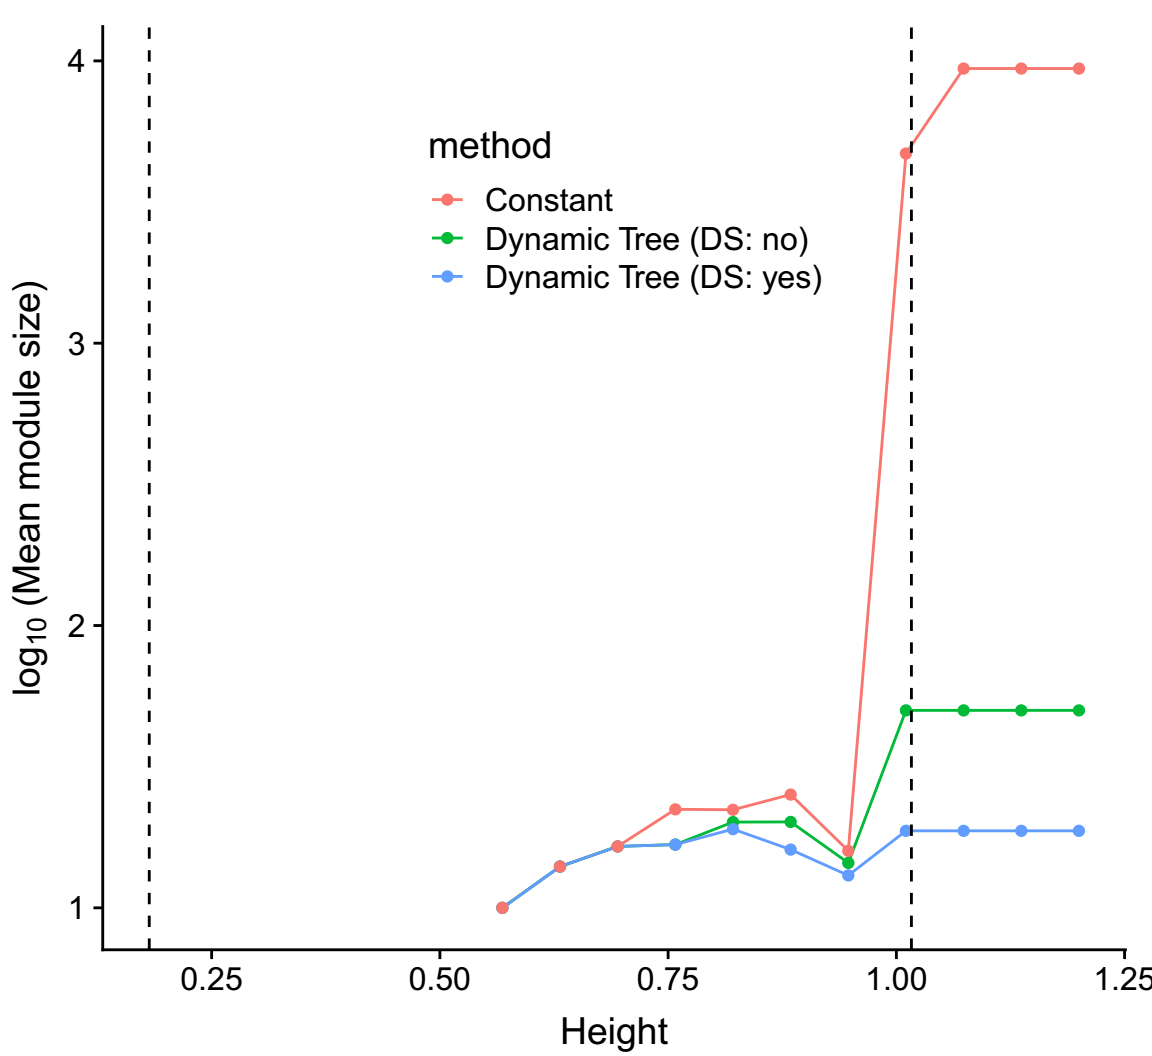 method
Constant
Dynamic Tree (DS: no)
Dynamic Tree (DS: yes)
log₁₀ (Mean module size)
4
3
2
1
0.25 0.50 0.75 1.00 1.25
Height